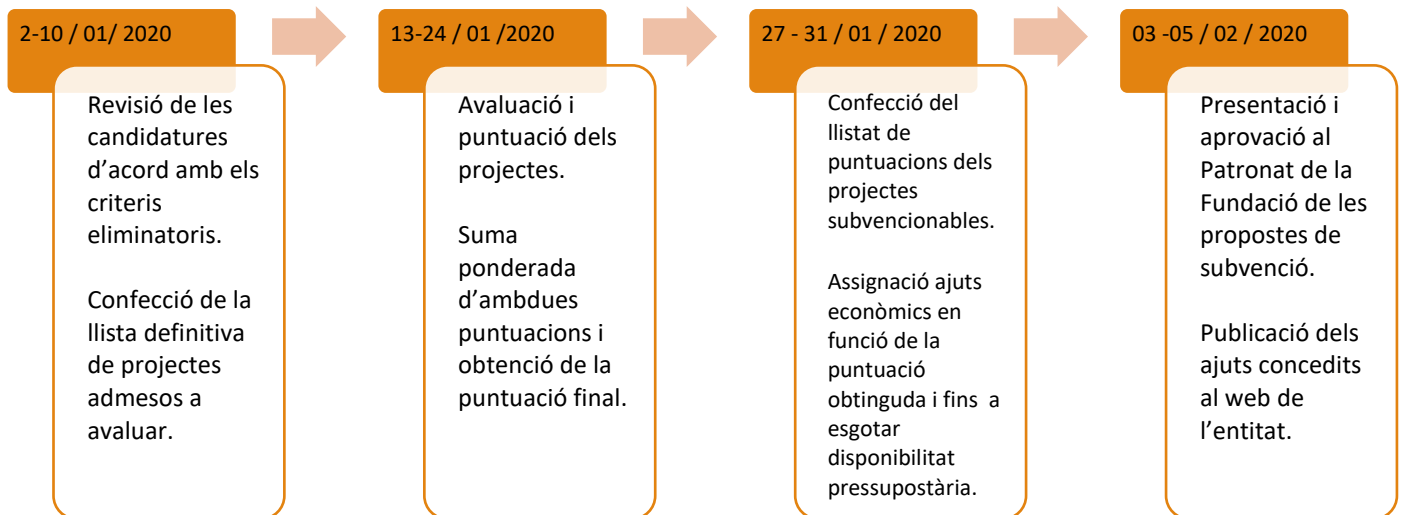 2-10 / 01/ 2020
Revisió de les
candidatures
d’acord amb els
criteris
eliminatoris.
Confecció de la
llista definitiva
de projectes
admesos a
avaluar.
13-24 / 01 /2020
Avaluació i
puntuació dels
projectes.
Suma
ponderada
d’ambdues
puntuacions i
obtenció de la
puntuació final.
27 - 31 / 01 / 2020
Confecció del
llistat de
puntuacions dels
projectes
subvencionables.
Assignació ajuts
econòmics en
funció de la
puntuació
obtinguda i fins  a
esgotar
disponibilitat
pressupostària.
03 -05 / 02 / 2020
Presentació i
aprovació al
Patronat de la
Fundació de les
propostes de
subvenció.
Publicació dels
ajuts concedits
al web de
l’entitat.